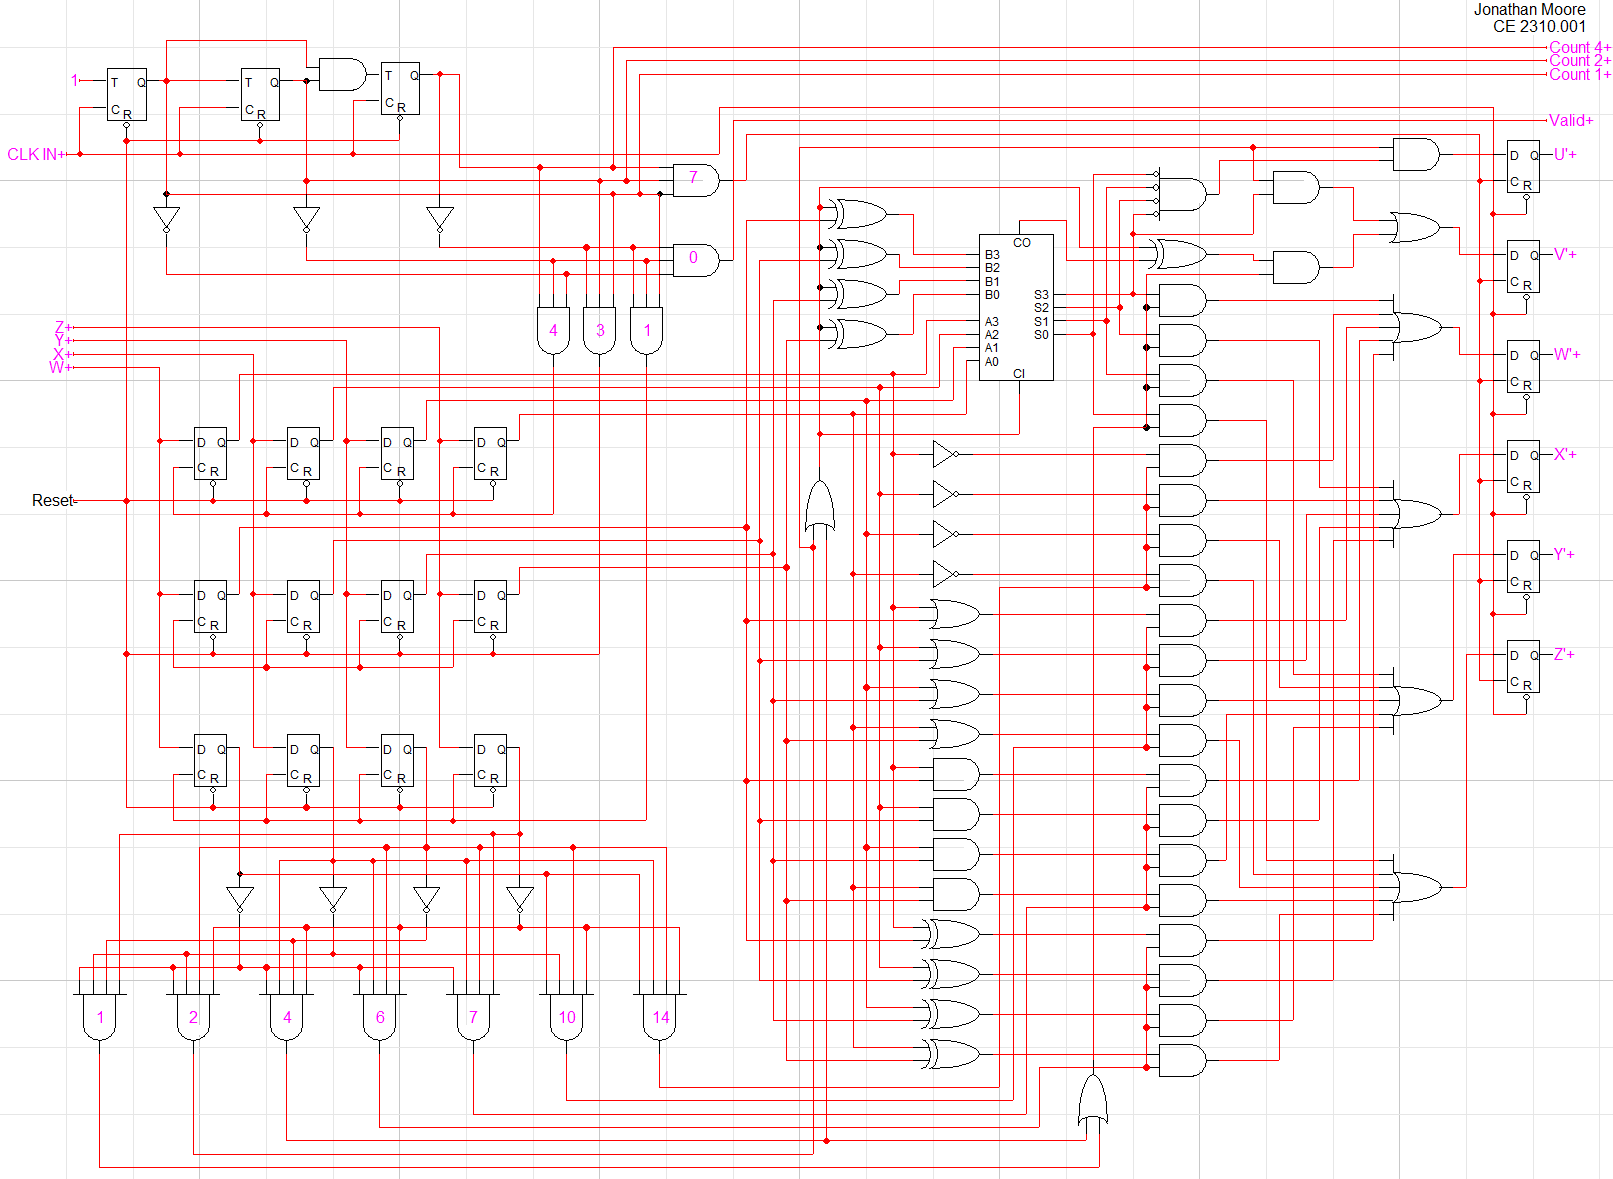 Jonathan Moore
CE 2310.001
Count 4+
Count 2+
Count 1+
1 T Q C R
T Q C R
T Q C R
Valid+
CLK IN+
7
0
D Q C R U'+
CO
B3
B2
B1
B0
A3
A2
A1
A0
S3
S2
S1
S0
CI
D Q C R V'+
4 3 1
Z+
Y+
X+
W+
D Q C R W'+
D Q C R D Q C R D Q C R D Q C R
D Q C R X'+
Reset-
D Q C R Y'+
D Q C R D Q C R D Q C R D Q C R
D Q C R Z'+
D Q C R D Q C R D Q C R D Q C R
1 2 4 6 7 10 14